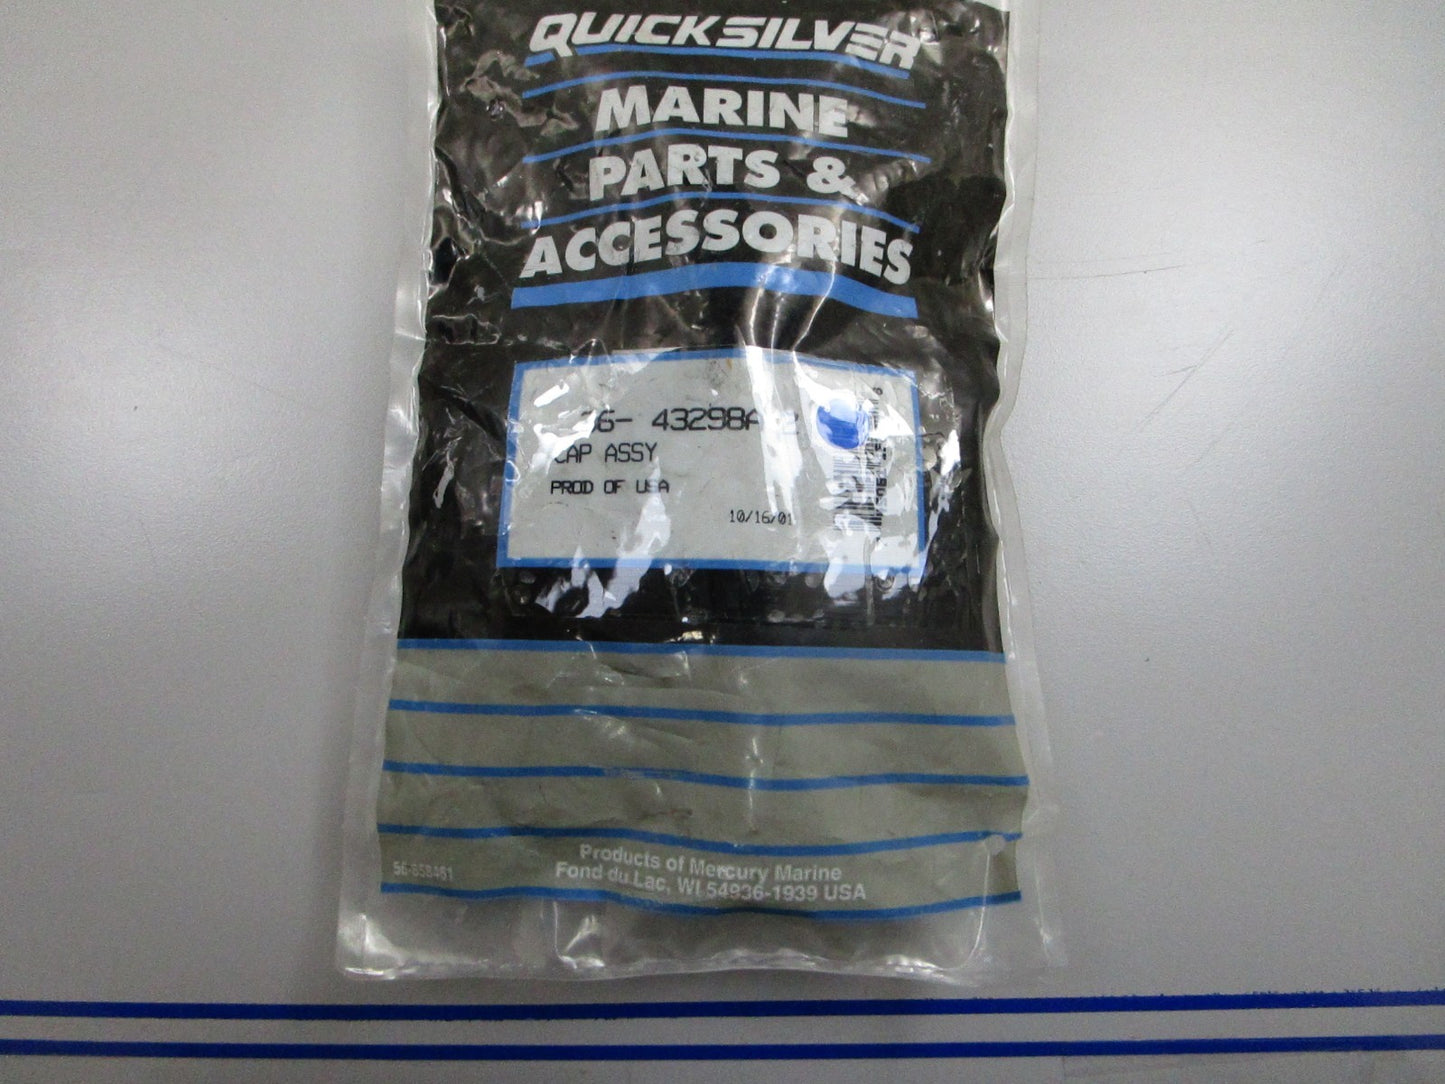 QUICKSILVER
MARINE
PARTS &
ACCESSORIES
43298A 2
CAP ASSY
PROD OF USA
10/16/01
Products of Mercury Marine
Fond du Lac, WI 54936-1939 USA